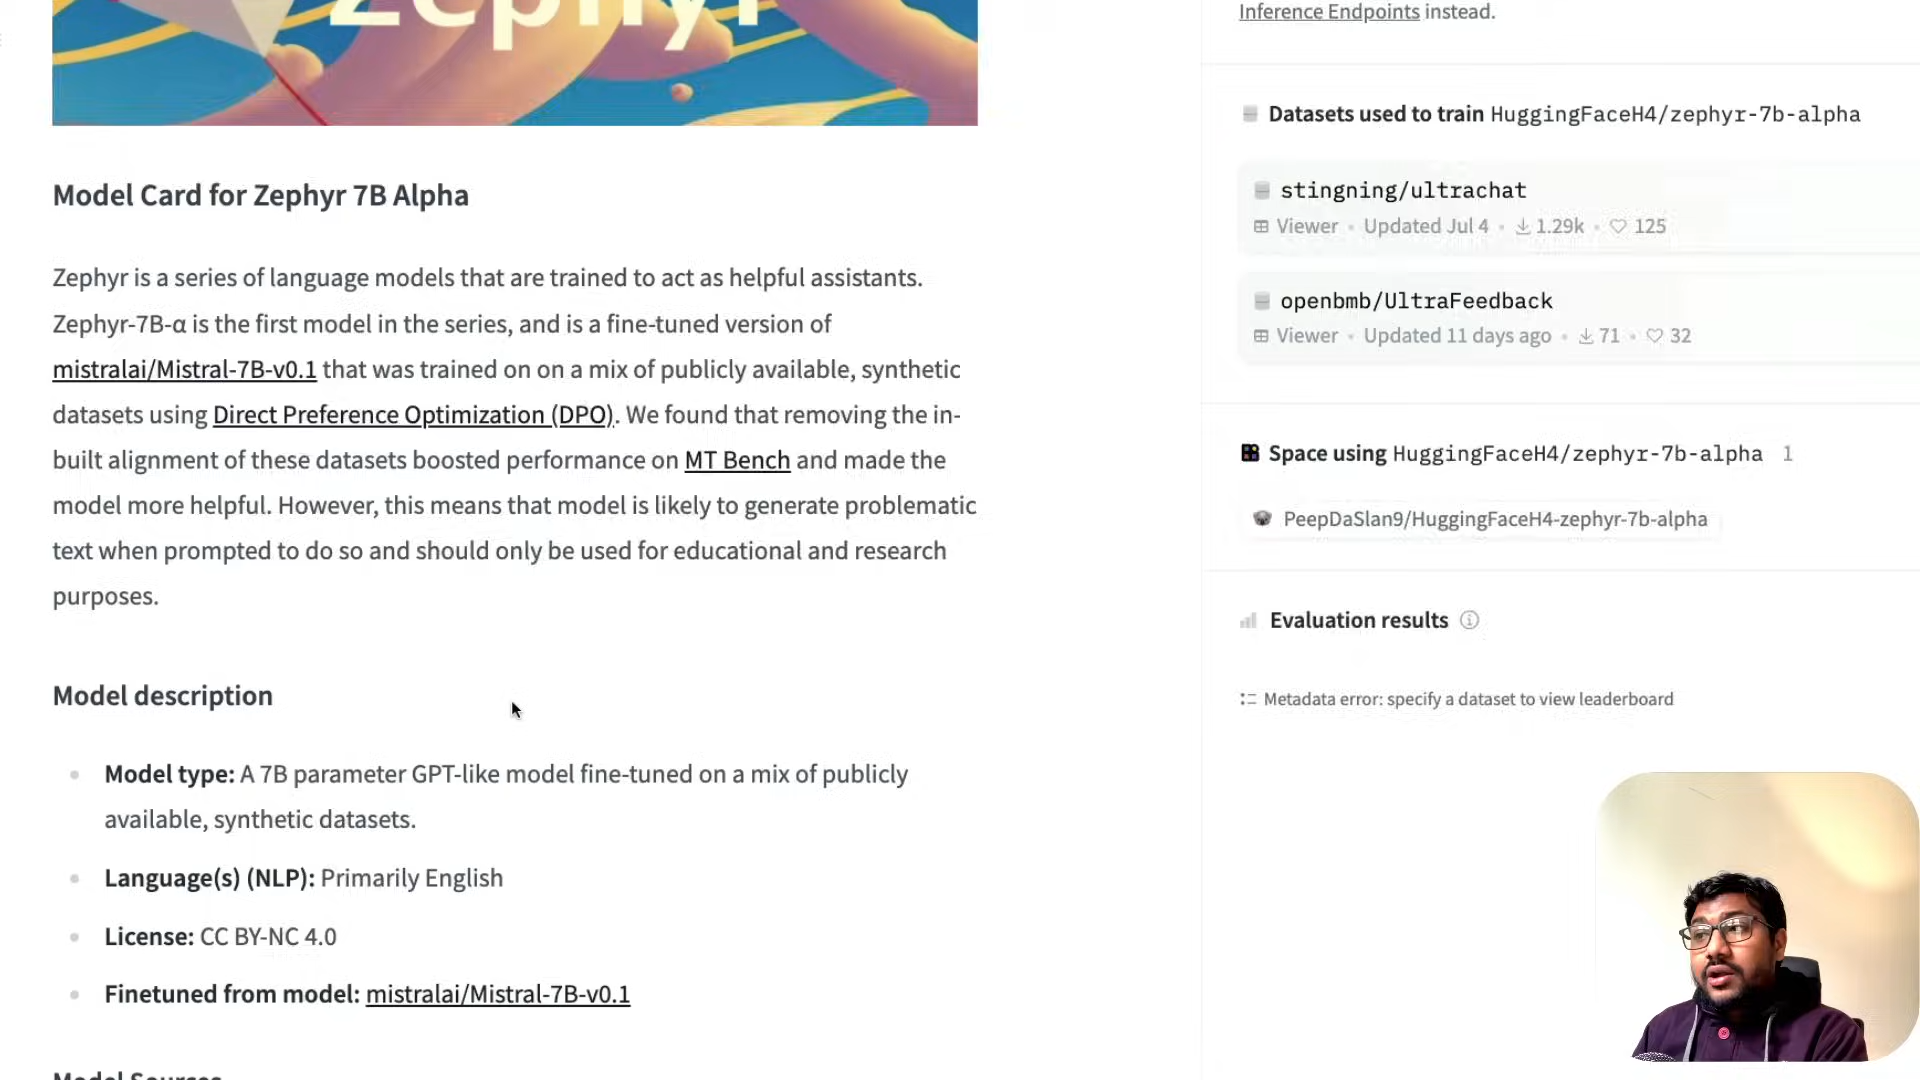 Zephyr
Model Card for Zephyr 7B Alpha
Zephyr is a series of language models that are trained to act as helpful assistants.
Zephyr-7B-α is the first model in the series, and is a fine-tuned version of
mistralai/Mistral-7B-v0.1 that was trained on on a mix of publicly available, synthetic
datasets using Direct Preference Optimization (DPO). We found that removing the in-
built alignment of these datasets boosted performance on MT Bench and made the
model more helpful. However, this means that model is likely to generate problematic
text when prompted to do so and should only be used for educational and research
purposes.
Model description
Model type: A 7B parameter GPT-like model fine-tuned on a mix of publicly
available, synthetic datasets.
Language(s) (NLP): Primarily English
License: CC BY-NC 4.0
Finetuned from model: mistralai/Mistral-7B-v0.1
Model Sources
Inference Endpoints instead.
Datasets used to train HuggingFaceH4/zephyr-7b-alpha
stingning/ultrachat
Viewer • Updated Jul 4 • 1.29k • 125
openbmb/UltraFeedback
Viewer • Updated 11 days ago • 71 • 32
Space using HuggingFaceH4/zephyr-7b-alpha 1
PeepDaSlan9/HuggingFaceH4-zephyr-7b-alpha
Evaluation results
Metadata error: specify a dataset to view leaderboard